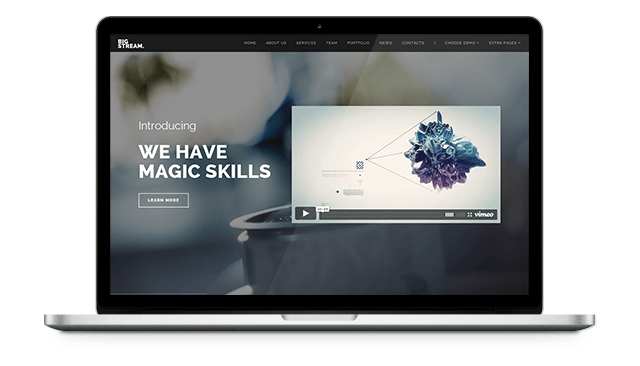 BIG
STREAM.
HOME ABOUT US SERVICES TEAM PORTFOLIO NEWS CONTACTS | CHOOSE DEMO EXTRA PAGES
Introducing
WE HAVE
MAGIC SKILLS
LEARN MORE
vimeo